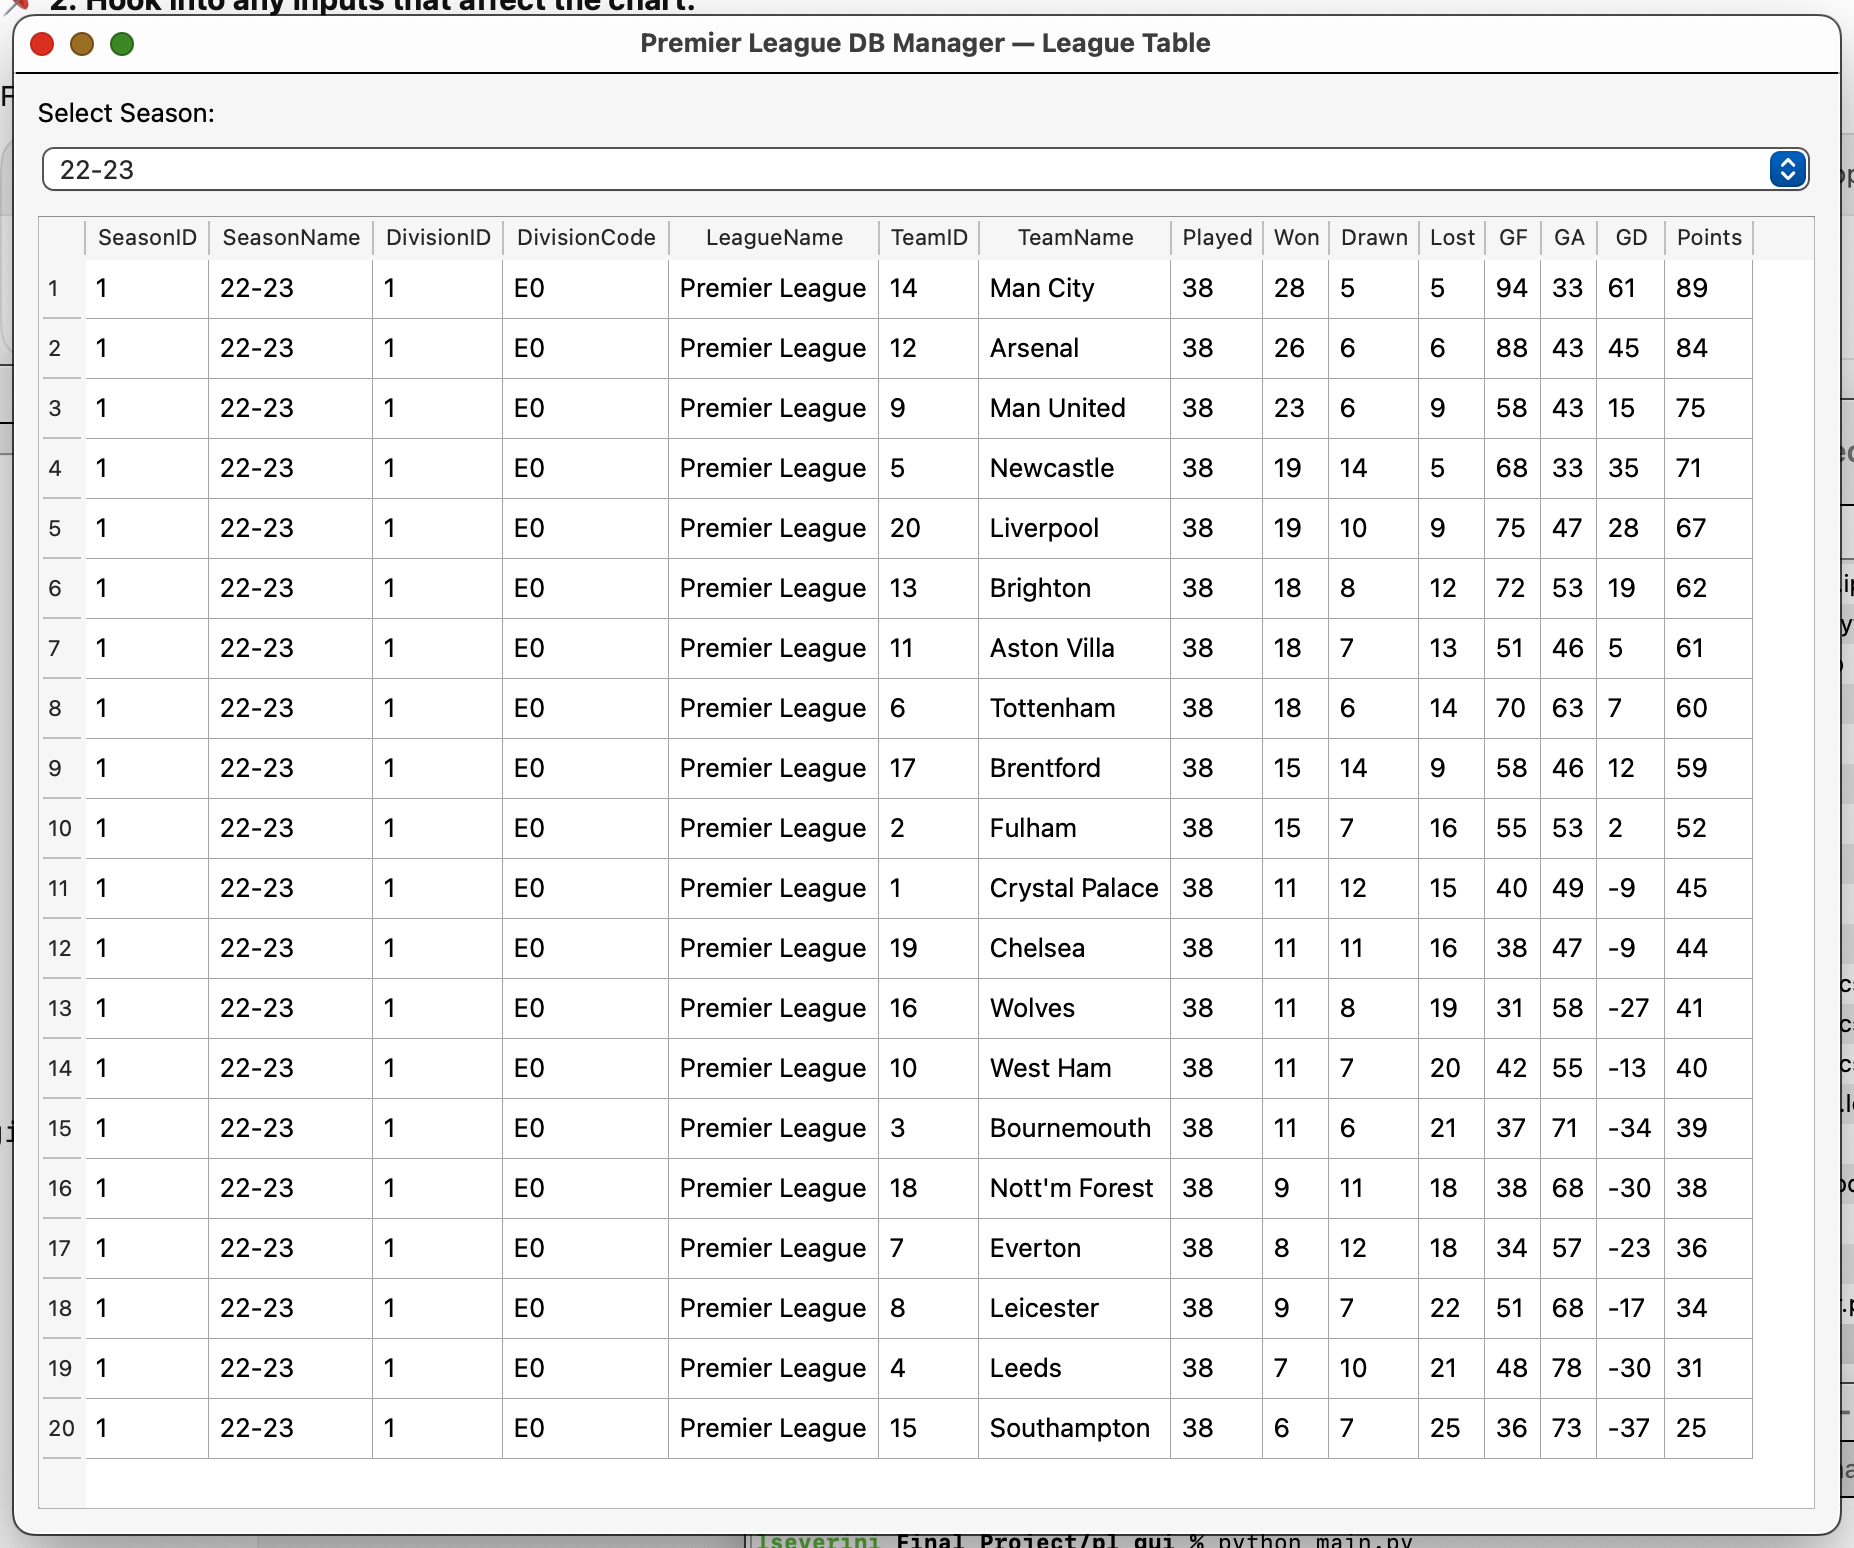 2. Hook into any inputs that affect the chart.
Premier League DB Manager — League Table
Select Season:
22-23
SeasonID SeasonName DivisionID DivisionCode LeagueName TeamID TeamName Played Won Drawn Lost GF GA GD Points
1 1 22-23 1 E0 Premier League 14 Man City 38 28 5 5 94 33 61 89
2 1 22-23 1 E0 Premier League 12 Arsenal 38 26 6 6 88 43 45 84
3 1 22-23 1 E0 Premier League 9 Man United 38 23 6 9 58 43 15 75
4 1 22-23 1 E0 Premier League 5 Newcastle 38 19 14 5 68 33 35 71
5 1 22-23 1 E0 Premier League 20 Liverpool 38 19 10 9 75 47 28 67
6 1 22-23 1 E0 Premier League 13 Brighton 38 18 8 12 72 53 19 62
7 1 22-23 1 E0 Premier League 11 Aston Villa 38 18 7 13 51 46 5 61
8 1 22-23 1 E0 Premier League 6 Tottenham 38 18 6 14 70 63 7 60
9 1 22-23 1 E0 Premier League 17 Brentford 38 15 14 9 58 46 12 59
10 1 22-23 1 E0 Premier League 2 Fulham 38 15 7 16 55 53 2 52
11 1 22-23 1 E0 Premier League 1 Crystal Palace 38 11 12 15 40 49 -9 45
12 1 22-23 1 E0 Premier League 19 Chelsea 38 11 11 16 38 47 -9 44
13 1 22-23 1 E0 Premier League 16 Wolves 38 11 8 19 31 58 -27 41
14 1 22-23 1 E0 Premier League 10 West Ham 38 11 7 20 42 55 -13 40
15 1 22-23 1 E0 Premier League 3 Bournemouth 38 11 6 21 37 71 -34 39
16 1 22-23 1 E0 Premier League 18 Nott'm Forest 38 9 11 18 38 68 -30 38
17 1 22-23 1 E0 Premier League 7 Everton 38 8 12 18 34 57 -23 36
18 1 22-23 1 E0 Premier League 8 Leicester 38 9 7 22 51 68 -17 34
19 1 22-23 1 E0 Premier League 4 Leeds 38 7 10 21 48 78 -30 31
20 1 22-23 1 E0 Premier League 15 Southampton 38 6 7 25 36 73 -37 25
lseverini Final Project/pl_gui % python main.py